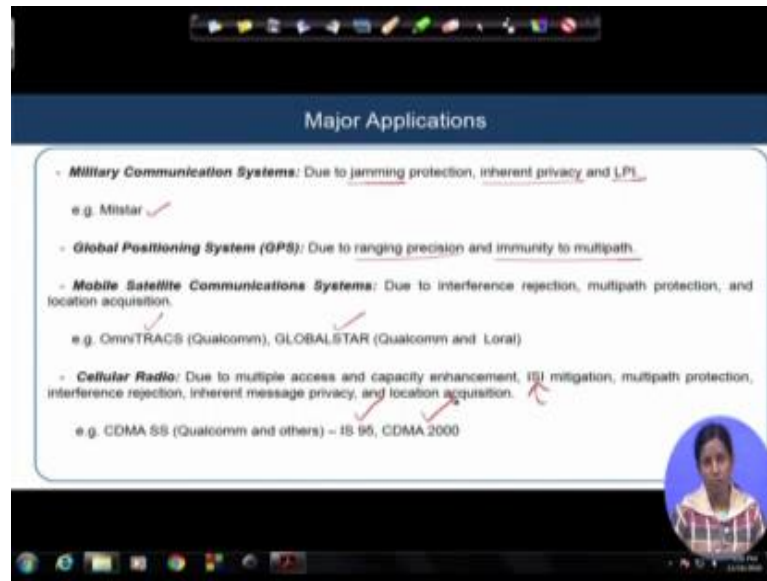 Major Applications
- Military Communication Systems: Due to jamming protection, inherent privacy and LPI.
e.g. Milstar
- Global Positioning System (GPS): Due to ranging precision and immunity to multipath.
- Mobile Satellite Communications Systems: Due to interference rejection, multipath protection, and
location acquisition.
e.g. OmniTRACS (Qualcomm), GLOBALSTAR (Qualcomm and Loral)
- Cellular Radio: Due to multiple access and capacity enhancement, ISI mitigation, multipath protection,
interference rejection, inherent message privacy, and location acquisition.
e.g. CDMA SS (Qualcomm and others) – IS 95, CDMA 2000